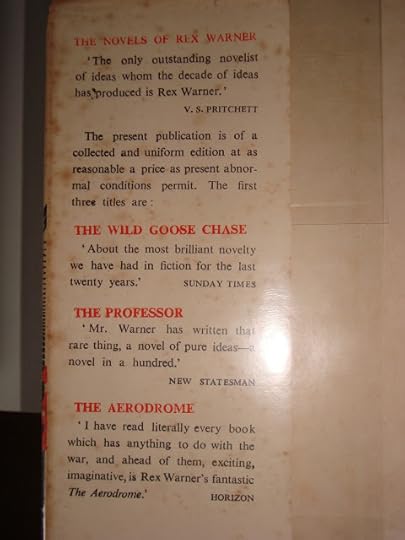 THE NOVELS OF REX WARNER
'The only outstanding novelist
of ideas whom the decade of ideas
has produced is Rex Warner.'
V. S. PRITCHETT
The present publication is of a
collected and uniform edition at as
reasonable a price as present abnor-
mal conditions permit. The first
three titles are :
THE WILD GOOSE CHASE
'About the most brilliant novelty
we have had in fiction for the last
twenty years.' SUNDAY TIMES
THE PROFESSOR
'Mr. Warner has written that
rare thing, a novel of pure ideas—a
novel in a hundred.'
NEW STATESMAN
THE AERODROME
'I have read literally every book
which has anything to do with the
war, and ahead of them, exciting,
imaginative, is Rex Warner's fantastic
The Aerodrome.' HORIZON